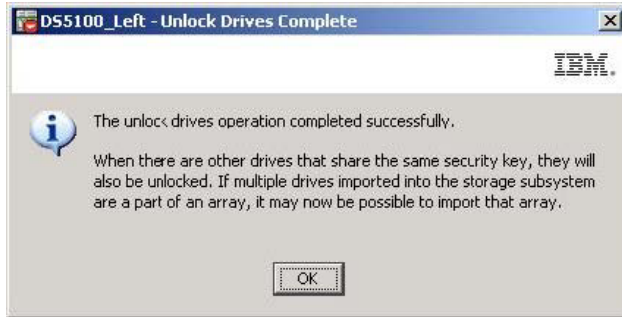 DS5100_Left - Unlock Drives Complete
IBM.
The unlock drives operation completed successfully.
When there are other drives that share the same security key, they will
also be unlocked. If multiple drives imported into the storage subsystem
are a part of an array, it may now be possible to import that array.
OK